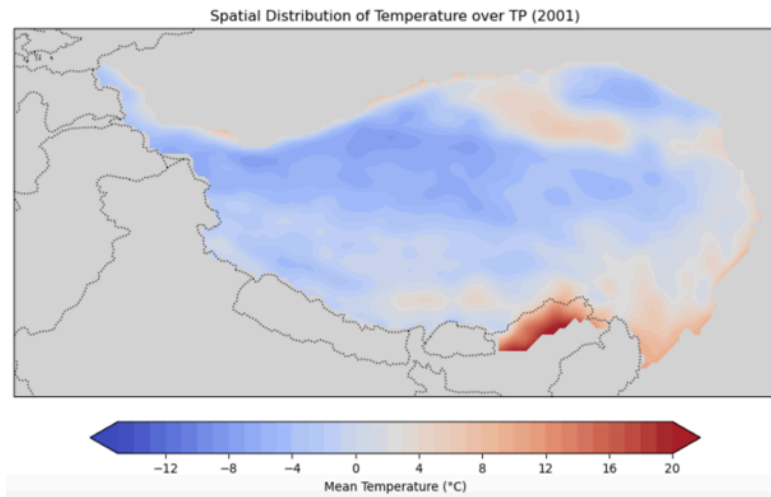 Spatial Distribution of Temperature over TP (2001)
−12 −8 −4 0 4 8 12 16 20
Mean Temperature (°C)